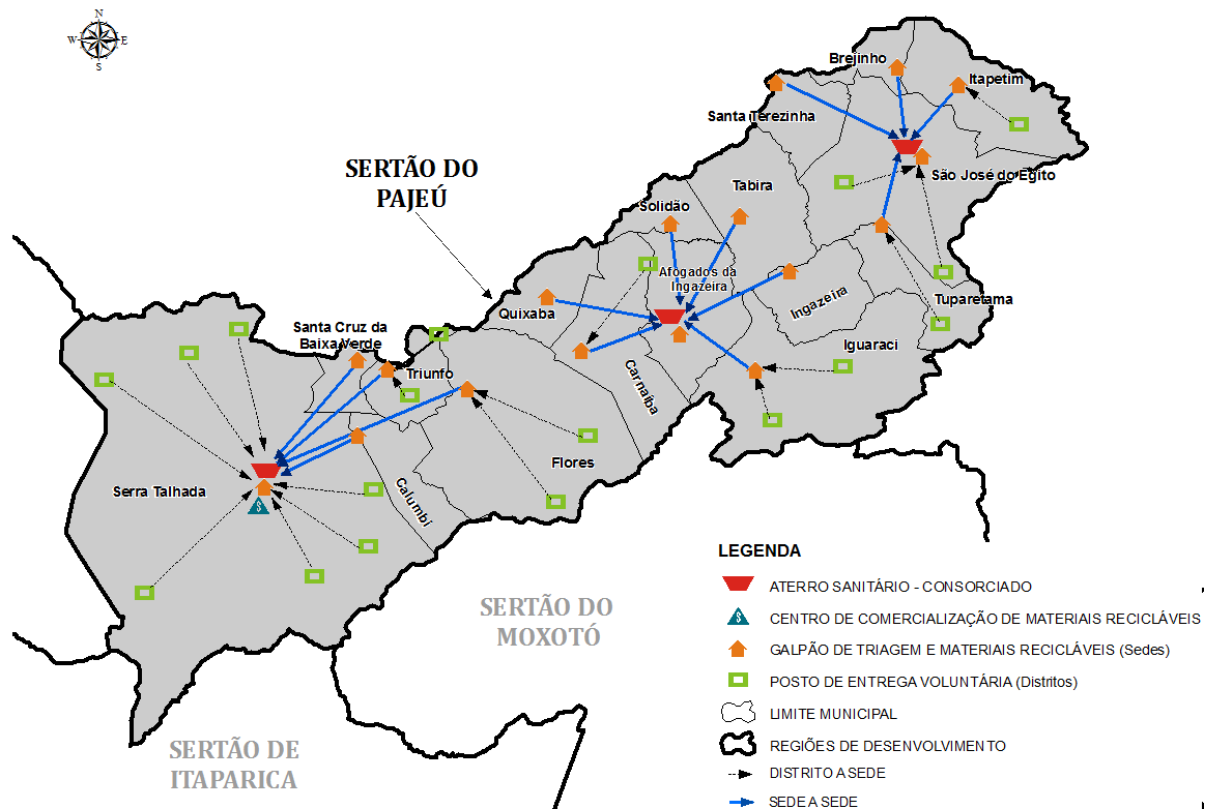 N
W
E
S
Brejinho
Itapetim
Santa Terezinha
SERTÃO DO
PAJEÚ
São José do Egito
Tabira
Solidão
Afogados da
Ingazeira
Quixaba
Ingazeira
Tuparetama
Santa Cruz da
Baixa Verde
Iguaraci
Triunfo
Carnaíba
Flores
Serra Talhada
Calumbi
$
SERTÃO DO
MOXOTÓ
SERTÃO DE
ITAPARICA
LEGENDA
ATERRO SANITÁRIO - CONSORCIADO
$
CENTRO DE COMERCIALIZAÇÃO DE MATERIAIS RECICLÁVEIS
GALPÃO DE TRIAGEM E MATERIAIS RECICLÁVEIS (Sedes)
POSTO DE ENTREGA VOLUNTÁRIA (Distritos)
LIMITE MUNICIPAL
REGIÕES DE DESENVOLVIMENTO
DISTRITO A SEDE
SEDE A SEDE